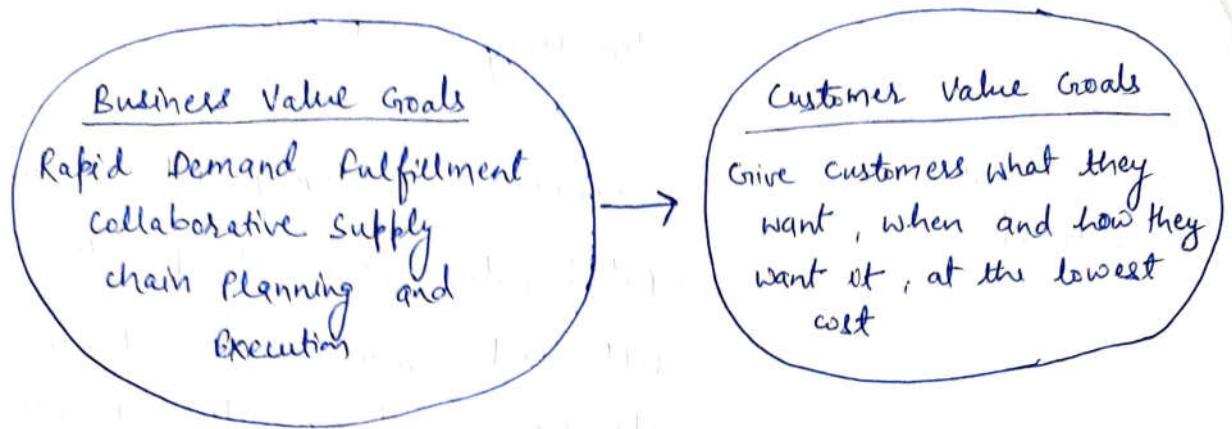 Business Value Goals
Rapid Demand Fulfillment
Collaborative Supply
chain Planning and
Execution
Customer Value Goals
Give Customers what they
want, when and how they
want it, at the lowest
cost